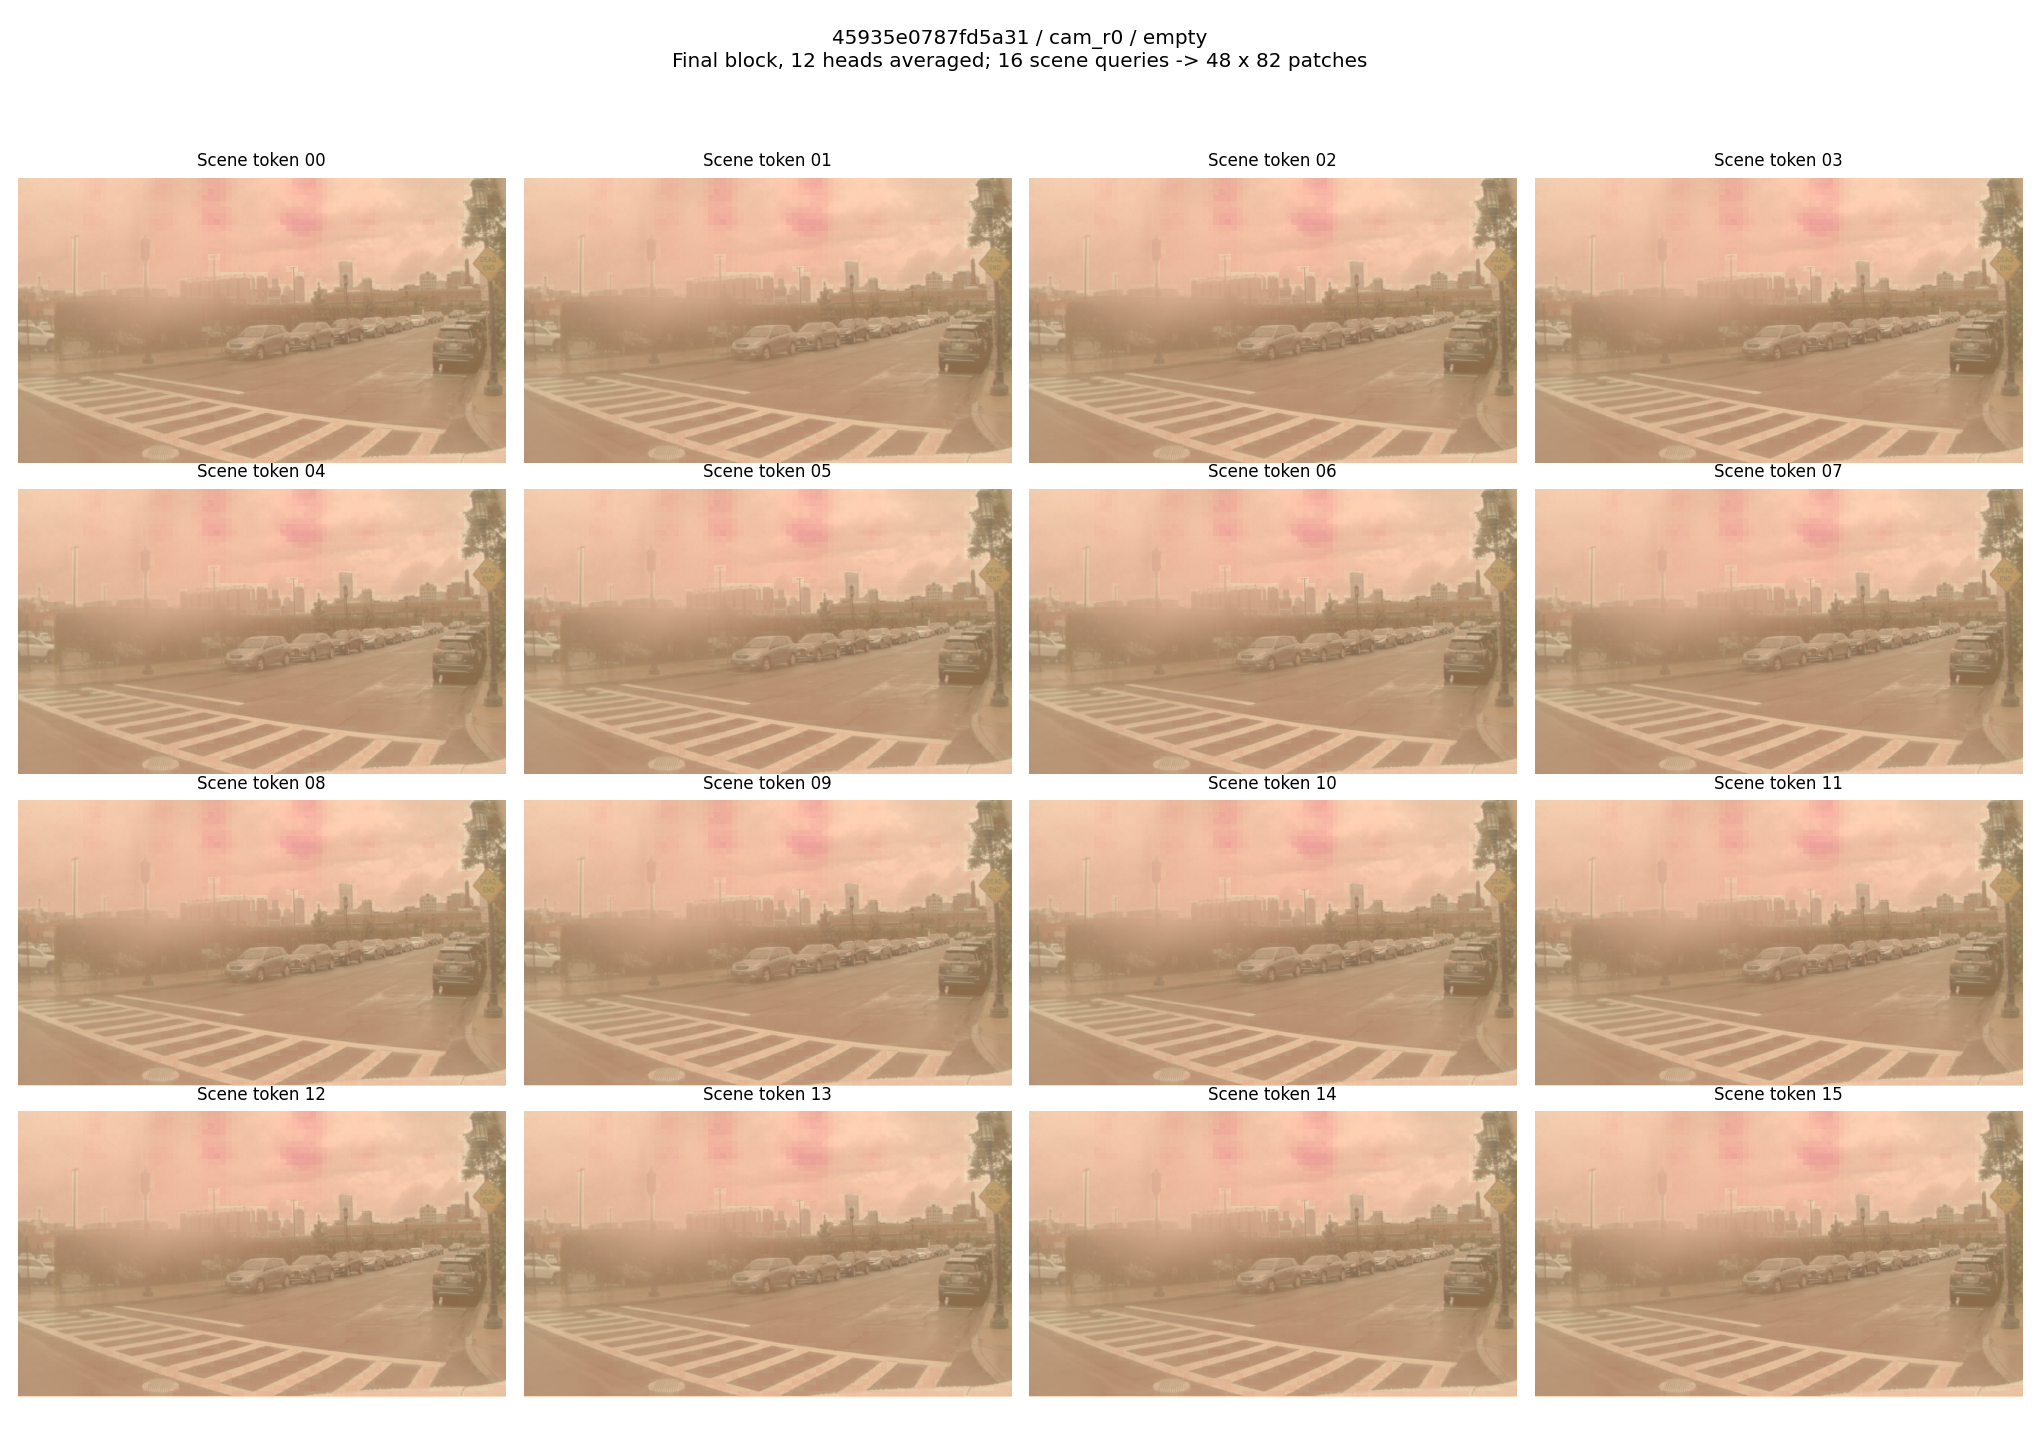 45935e0787fd5a31 / cam_r0 / empty
Final block, 12 heads averaged; 16 scene queries -> 48 x 82 patches
Scene token 00
Scene token 01
Scene token 02
Scene token 03
Scene token 04
Scene token 05
Scene token 06
Scene token 07
Scene token 08
Scene token 09
Scene token 10
Scene token 11
Scene token 12
Scene token 13
Scene token 14
Scene token 15